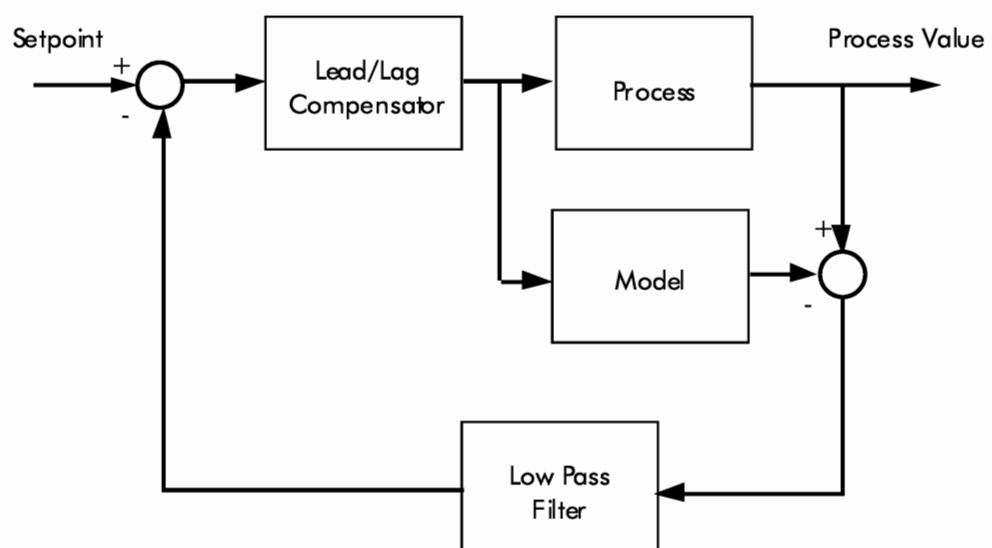 Setpoint
Process Value
+
-
Lead/Lag
Compensator
Process
+
-
Model
Low Pass
Filter